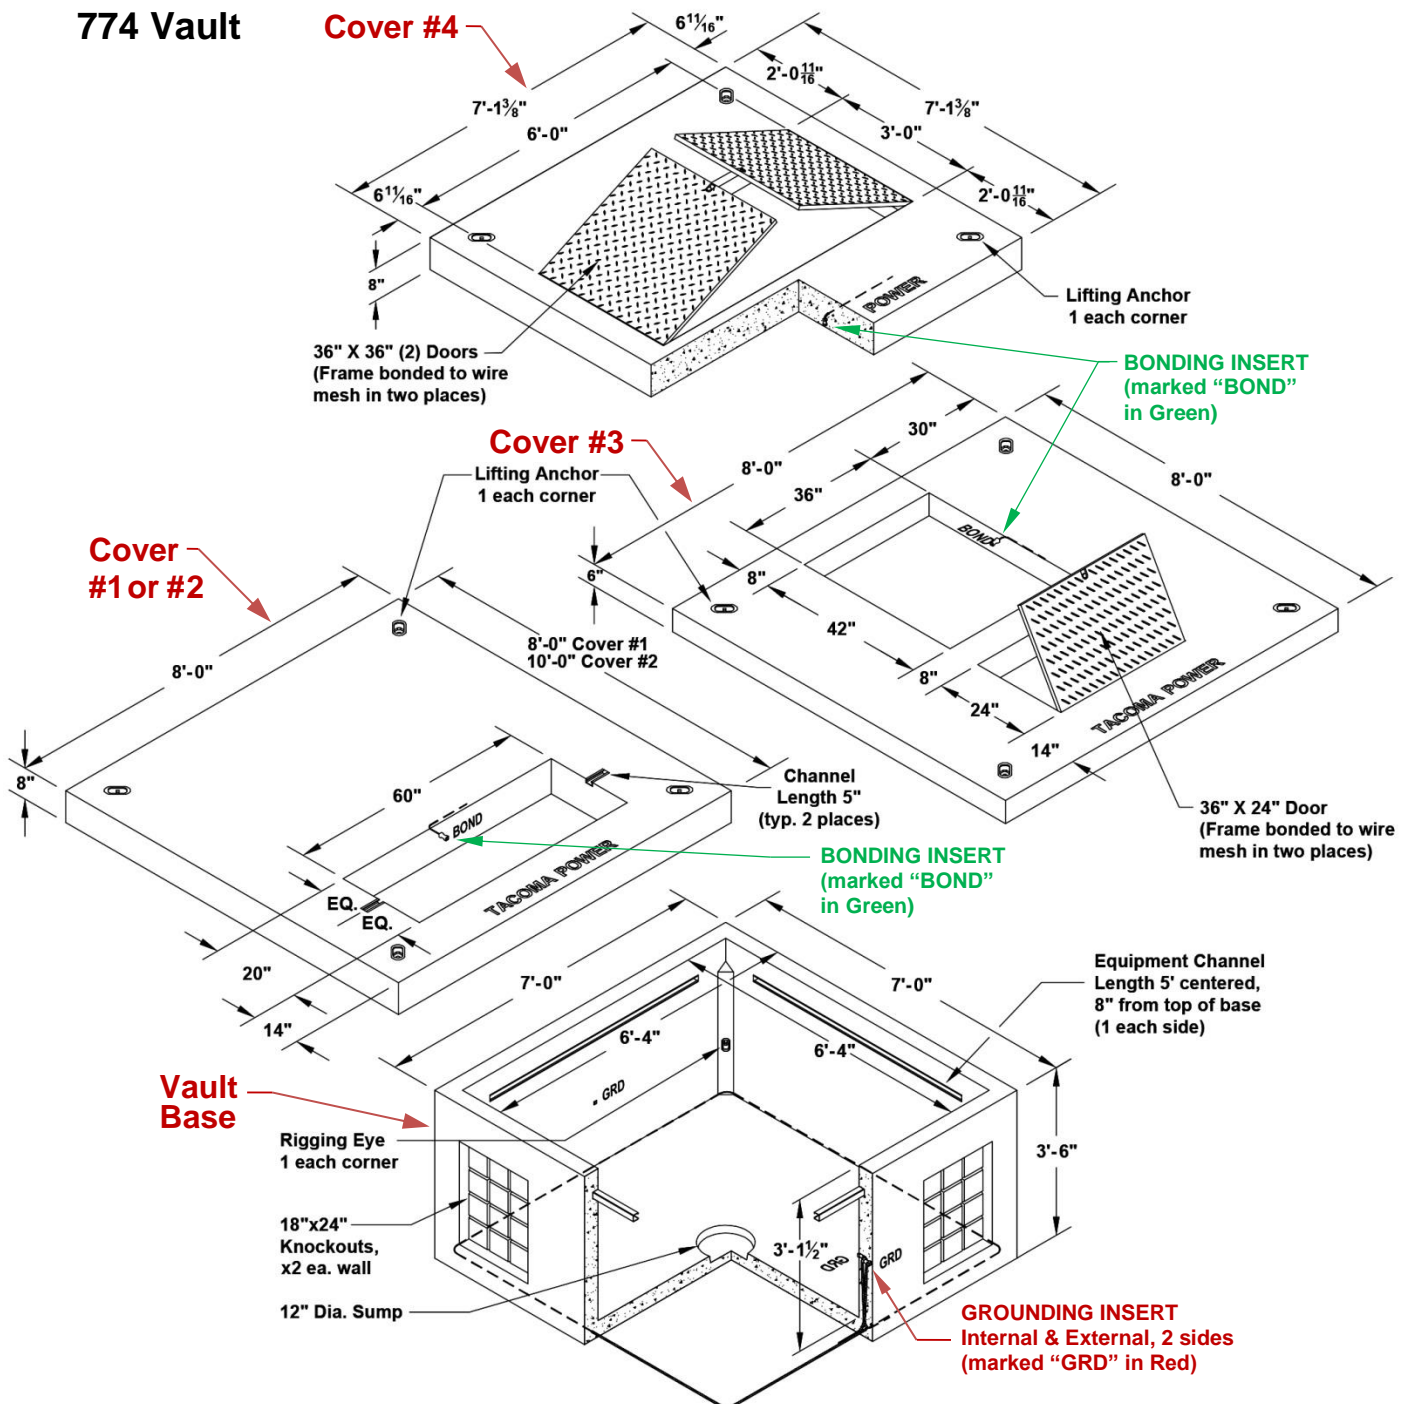 774 Vault
Cover #4
6 11⁄16"
2'-0 11⁄16"
7'-1⅜"
7'-1⅜"
6'-0"
3'-0"
6 11⁄16"
2'-0 11⁄16"
8"
POWER
Lifting Anchor
1 each corner
36" X 36" (2) Doors
(Frame bonded to wire
mesh in two places)
BONDING INSERT
(marked “BOND”
in Green)
Cover #3
30"
8'-0"
8'-0"
36"
Lifting Anchor
1 each corner
BOND
6"
8"
42"
8"
24"
14"
TACOMA POWER
36" X 24" Door
(Frame bonded to wire
mesh in two places)
Cover
#1 or #2
8'-0" Cover #1
10'-0" Cover #2
8'-0"
8"
60"
Channel
Length 5"
(typ. 2 places)
BOND
TACOMA POWER
BONDING INSERT
(marked “BOND”
in Green)
EQ.
EQ.
20"
14"
7'-0"
7'-0"
Equipment Channel
Length 5' centered,
8" from top of base
(1 each side)
6'-4"
6'-4"
Vault
Base
GRD
Rigging Eye
1 each corner
3'-6"
18"x24"
Knockouts,
x2 ea. wall
3'-1½"
GRD
GRD
12" Dia. Sump
GROUNDING INSERT
Internal & External, 2 sides
(marked “GRD” in Red)